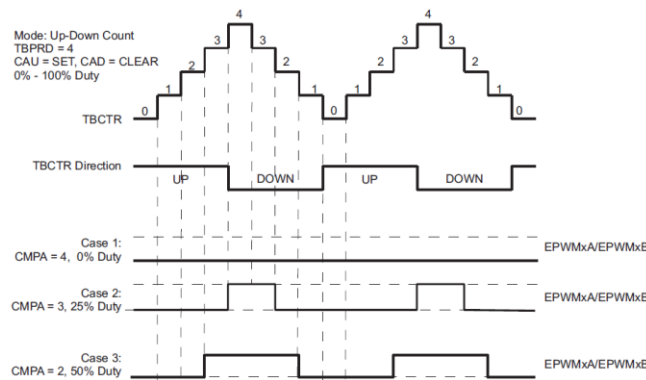 Mode: Up-Down Count
TBPRD = 4
CAU = SET, CAD = CLEAR
0% - 100% Duty
4 4
3 3 3 3
2 2 2 2
1 1 1 1
0 0 0
TBCTR
TBCTR Direction
UP DOWN UP DOWN
Case 1:
CMPA = 4, 0% Duty EPWMxA/EPWMxB
Case 2:
CMPA = 3, 25% Duty EPWMxA/EPWMxB
Case 3:
CMPA = 2, 50% Duty EPWMxA/EPWMxB